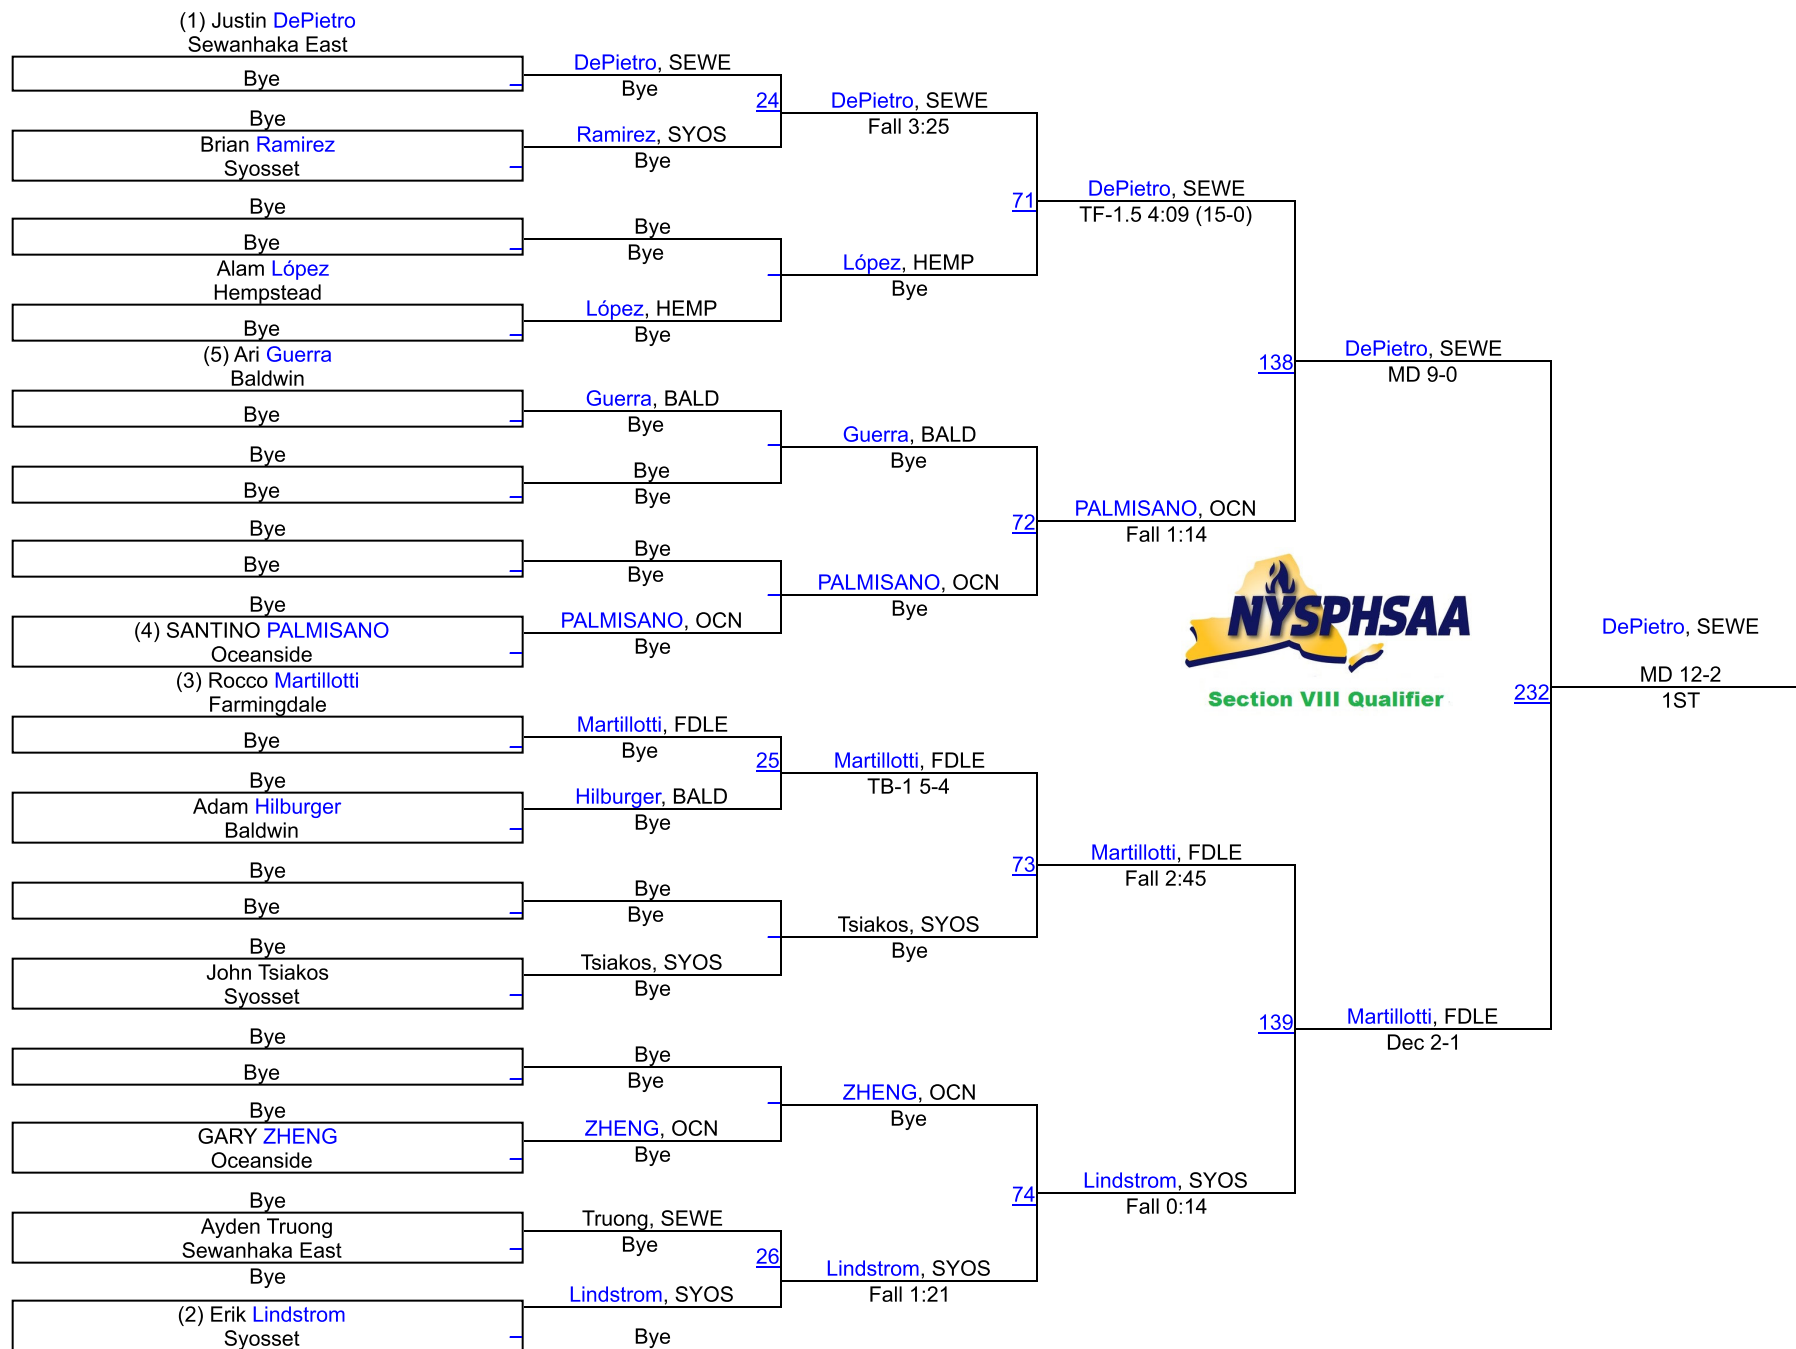 (1) Justin DePietro
Sewanhaka East
Bye
Bye
Brian Ramirez
Syosset
Bye
Bye
Alam López
Hempstead
Bye
(5) Ari Guerra
Baldwin
Bye
Bye
Bye
Bye
Bye
Bye
(4) SANTINO PALMISANO
Oceanside
(3) Rocco Martillotti
Farmingdale
Bye
Bye
Adam Hilburger
Baldwin
Bye
Bye
Bye
John Tsiakos
Syosset
Bye
Bye
Bye
GARY ZHENG
Oceanside
Bye
Ayden Truong
Sewanhaka East
Bye
(2) Erik Lindstrom
Syosset
DePietro, SEWE
Bye
24
Ramirez, SYOS
Bye
Bye
Bye
López, HEMP
Bye
Guerra, BALD
Bye
Bye
Bye
Bye
Bye
PALMISANO, OCN
Bye
Martillotti, FDLE
Bye
25
Hilburger, BALD
Bye
Bye
Bye
Tsiakos, SYOS
Bye
Bye
Bye
ZHENG, OCN
Bye
Truong, SEWE
Bye
26
Lindstrom, SYOS
Bye
DePietro, SEWE
Fall 3:25
71
López, HEMP
Bye
Guerra, BALD
Bye
72
PALMISANO, OCN
Bye
Martillotti, FDLE
TB-1 5-4
73
Tsiakos, SYOS
Bye
ZHENG, OCN
Bye
74
Lindstrom, SYOS
Fall 1:21
DePietro, SEWE
TF-1.5 4:09 (15-0)
138
PALMISANO, OCN
Fall 1:14
NYSPHSAA
Section VIII Qualifier
Martillotti, FDLE
Fall 2:45
139
Lindstrom, SYOS
Fall 0:14
DePietro, SEWE
MD 9-0
232
Martillotti, FDLE
Dec 2-1
DePietro, SEWE
MD 12-2
1ST